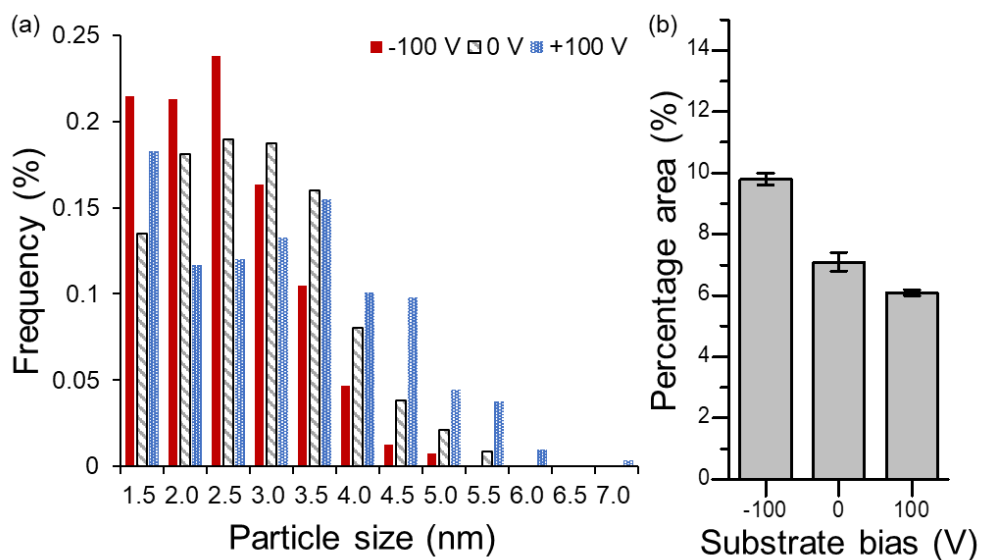 (a)
-100 V 0 V +100 V
Frequency (%)
0.25
0.2
0.15
0.1
0.05
0
1.5 2.0 2.5 3.0 3.5 4.0 4.5 5.0 5.5 6.0 6.5 7.0
Particle size (nm)
(b)
Percentage area (%)
14
12
10
8
6
4
2
0
-100 0 100
Substrate bias (V)